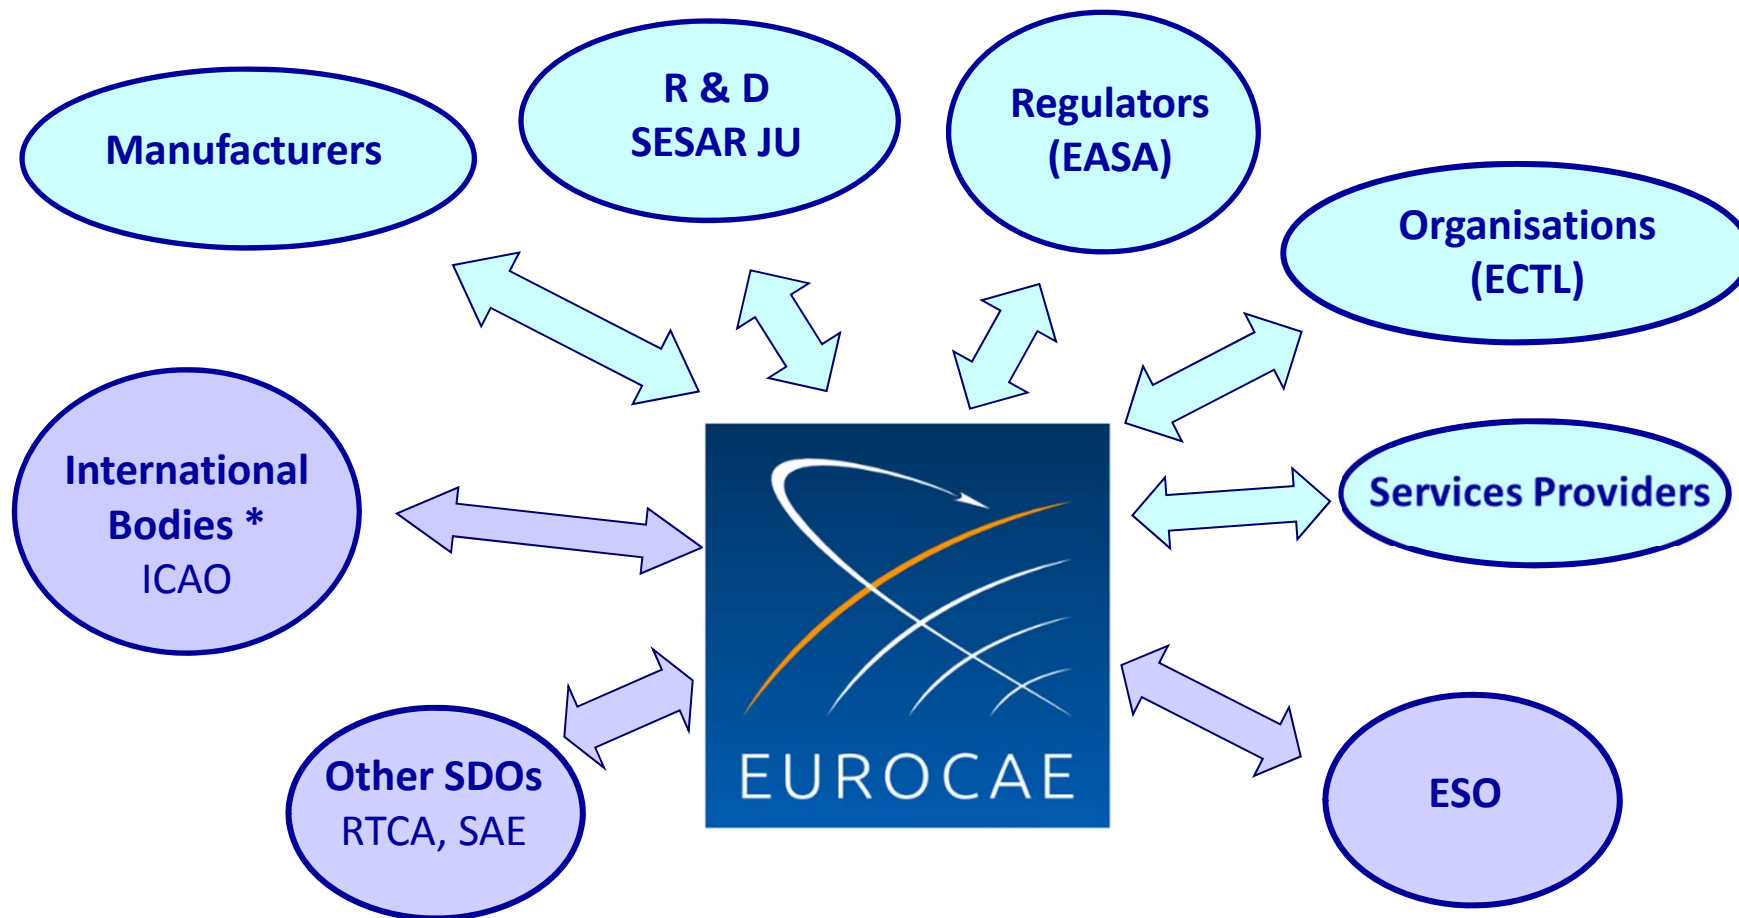 Manufacturers
R & D
SESAR JU
Regulators
(EASA)
Organisations
(ECTL)
International
Bodies *
ICAO
Services Providers
Other SDOs
RTCA, SAE
EUROCAE
ESO